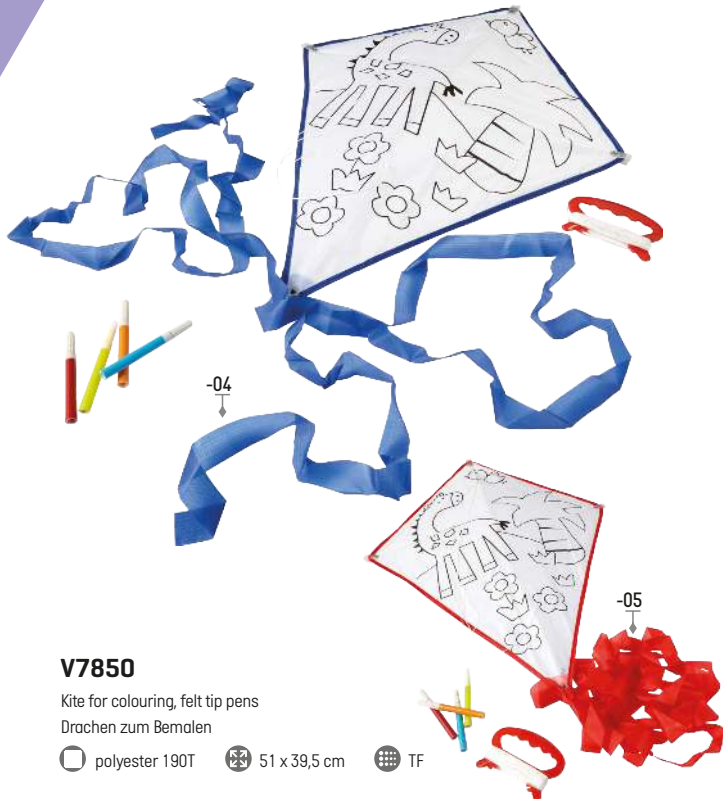 -04
-05
V7850
Kite for colouring, felt tip pens
Drachen zum Bemalen
polyester 190T 51 x 39,5 cm TF